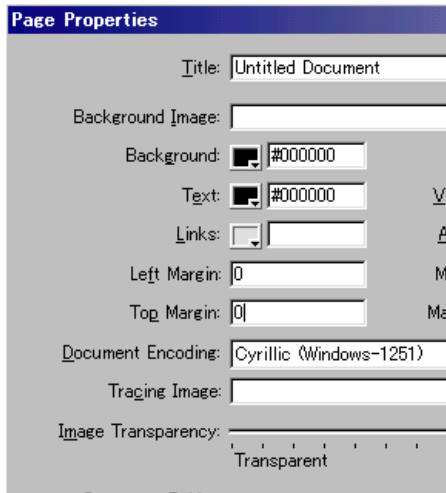 Page Properties
Title: Untitled Document
Background Image:
Background: #000000
Text: #000000 V
Links: A
Left Margin: 0 M
Top Margin: 0 Ma
Document Encoding: Cyrillic (Windows-1251)
Tracing Image:
Image Transparency:
Transparent